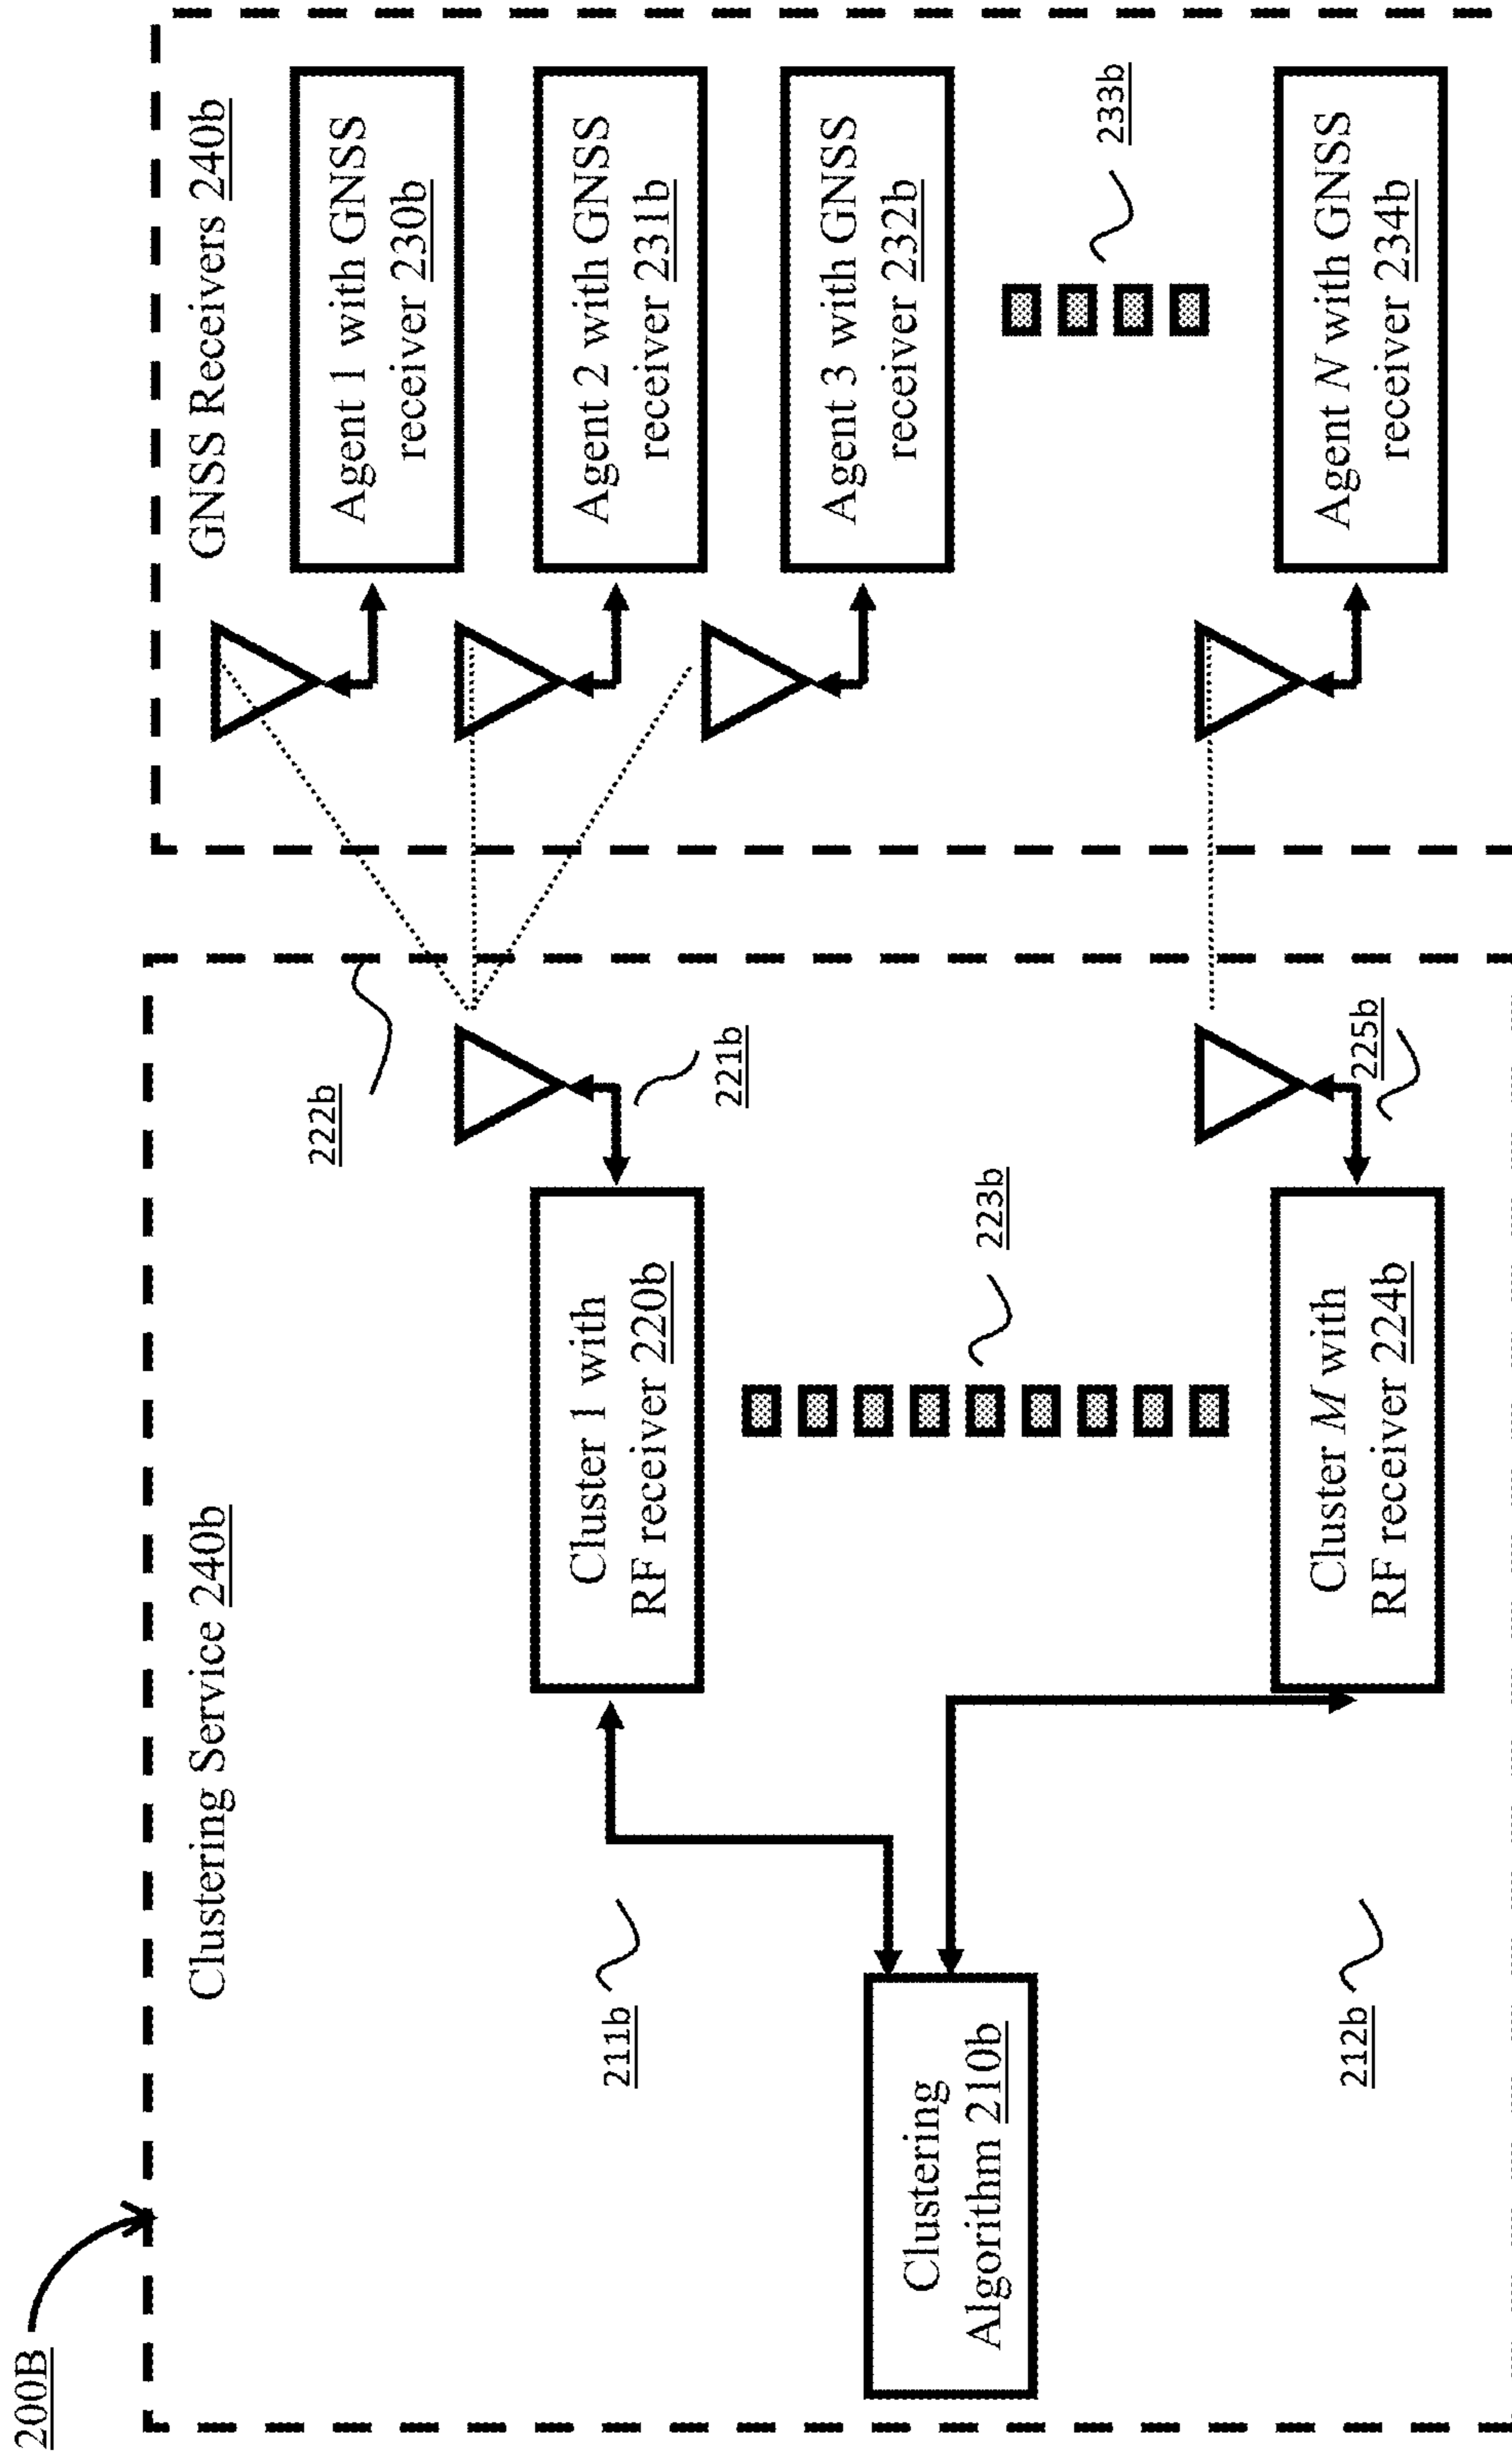 200B
Clustering Service 240b
222b
Cluster 1 with
RF receiver 220b
221b
211b
Clustering
Algorithm 210b
223b
212b
Cluster M with
RF receiver 224b
225b
GNSS Receivers 240b
Agent 1 with GNSS
receiver 230b
Agent 2 with GNSS
receiver 231b
Agent 3 with GNSS
receiver 232b
233b
Agent N with GNSS
receiver 234b